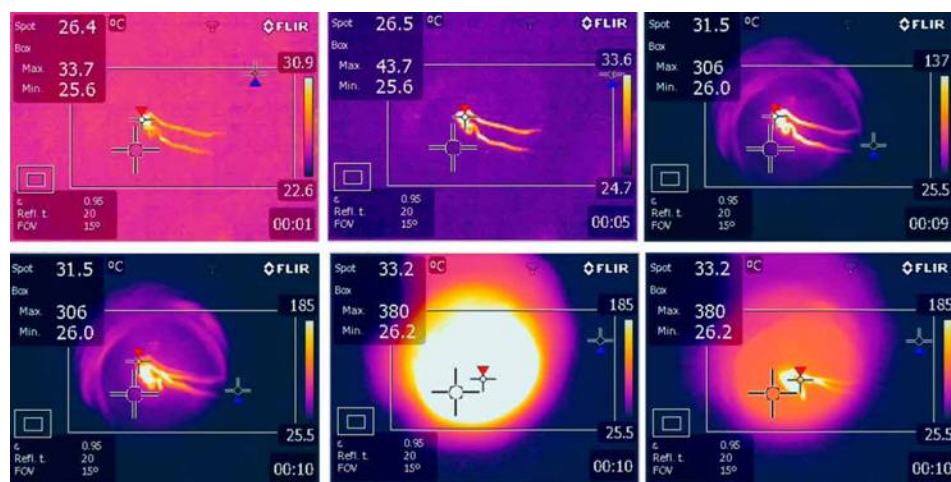 Spot 26.4 °C FLIR
Box 30.9
Max. 33.7
Min. 25.6
22.6
ε 0.95
Refl. t. 20
FOV 15° 00:01
Spot 26.5 °C FLIR
Box 33.6
Max. 43.7
Min. 25.6
24.7
ε 0.95
Refl. t. 20
FOV 15° 00:05
Spot 31.5 °C FLIR
Box 137
Max. 306
Min. 26.0
25.5
ε 0.95
Refl. t. 20
FOV 15° 00:09
Spot 31.5 °C FLIR
Box 185
Max. 306
Min. 26.0
25.5
ε 0.95
Refl. t. 20
FOV 15° 00:10
Spot 33.2 °C FLIR
Box 185
Max. 380
Min. 26.2
25.5
ε 0.95
Refl. t. 20
FOV 15° 00:10
Spot 33.2 °C FLIR
Box 185
Max. 380
Min. 26.2
25.5
ε 0.95
Refl. t. 20
FOV 15° 00:10